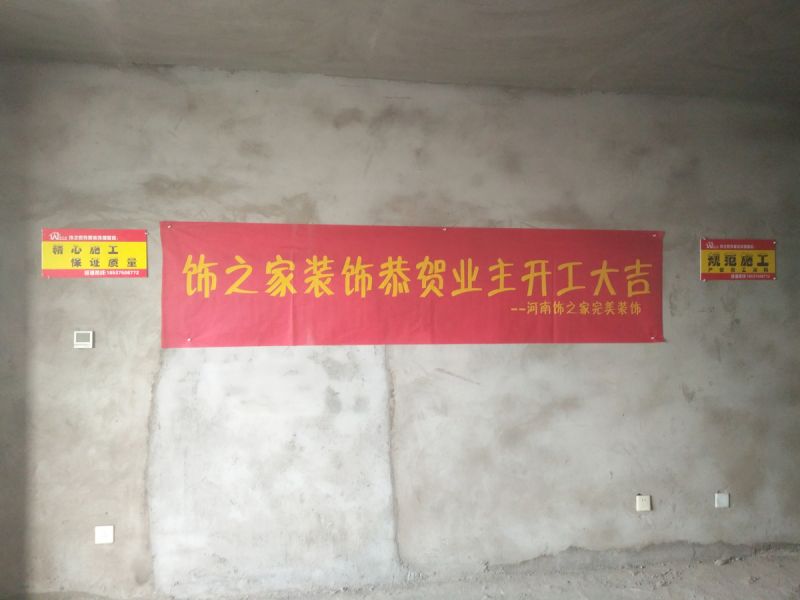 饰之家装饰恭贺业主开工大吉
--河南饰之家完美装饰
精心施工
保证质量
规范施工